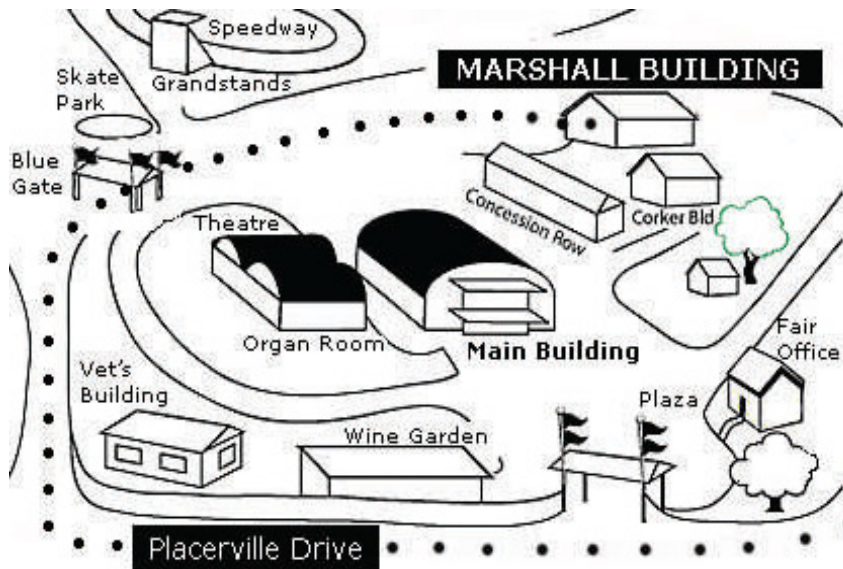 Speedway
Grandstands
MARSHALL BUILDING
Skate
Park
Blue
Gate
Concession Row
Corker Bld
Theatre
Organ Room
Main Building
Fair
Office
Vet's
Building
Plaza
Wine Garden
Placerville Drive